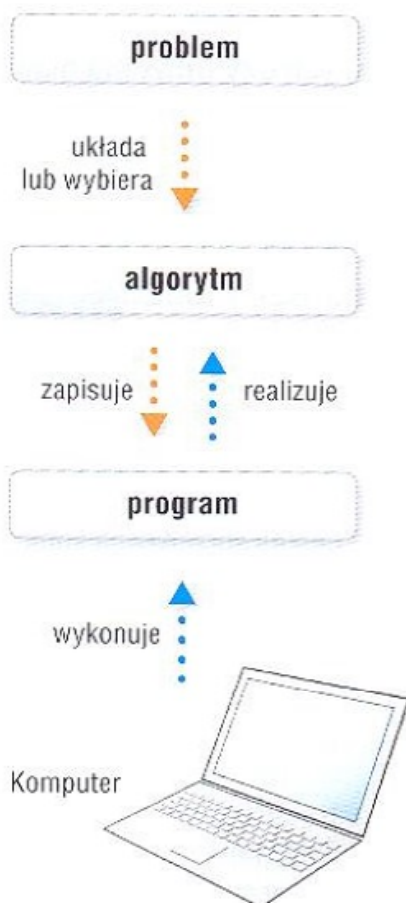 problem
układa
lub wybiera
algorytm
zapisuje
realizuje
program
wykonuje
Komputer